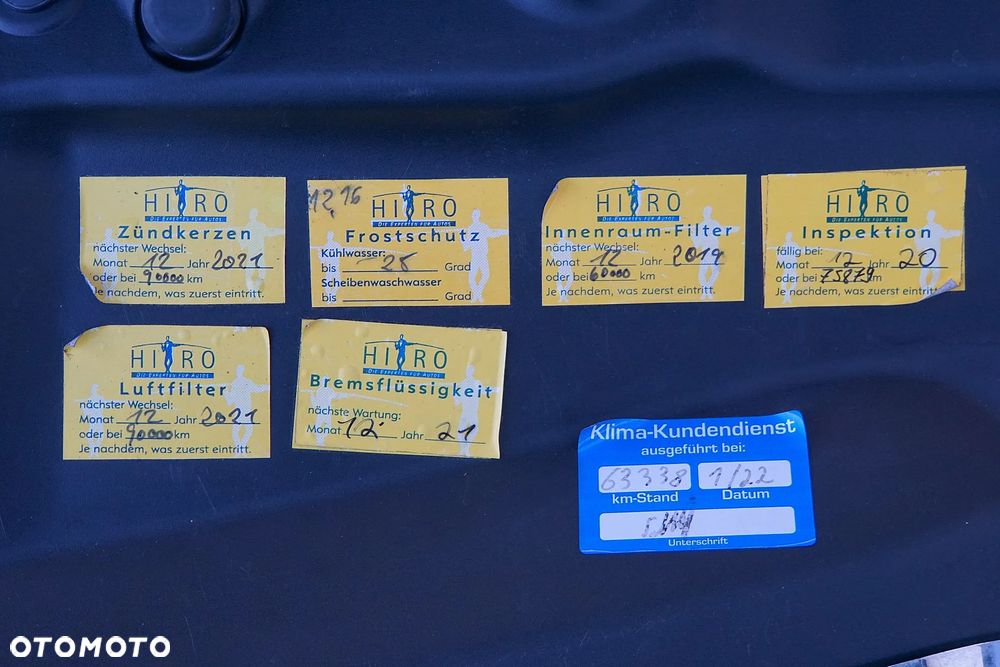 HITRO
DIE EXPERTEN FÜR AUTOS
Zündkerzen
nächster Wechsel:
Monat 12 Jahr 2021
oder bei 90000 km
Je nachdem, was zuerst eintritt.
12,16
HITRO
DIE EXPERTEN FÜR AUTOS
Frostschutz
Kühlwasser:
bis - 25 Grad
Scheibenwaschwasser
bis Grad
HITRO
DIE EXPERTEN FÜR AUTOS
Innenraum-Filter
nächster Wechsel:
Monat 12 Jahr 2019
oder bei 60000 km
Je nachdem, was zuerst eintritt.
HITRO
DIE EXPERTEN FÜR AUTOS
Inspektion
fällig bei:
Monat 12 Jahr 20
oder bei 75879 km
Je nachdem, was zuerst eintritt.
HITRO
DIE EXPERTEN FÜR AUTOS
Luftfilter
nächster Wechsel:
Monat 12 Jahr 2021
oder bei 90000 km
Je nachdem, was zuerst eintritt.
HITRO
DIE EXPERTEN FÜR AUTOS
Bremsflüssigkeit
nächste Wartung:
Monat 12 Jahr 21
Klima-Kundendienst
ausgeführt bei:
63338 1/22
km-Stand Datum
Unterschrift
OTOMOTO